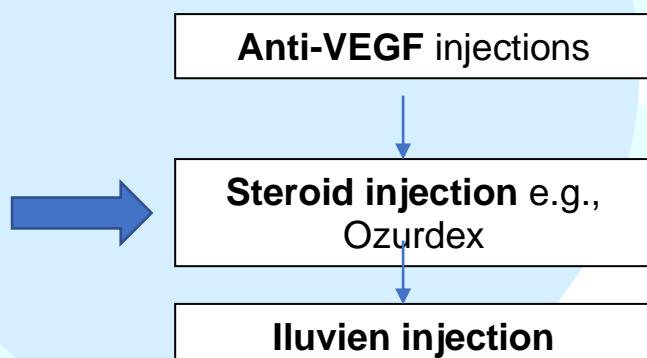 Anti-VEGF injections
Steroid injection e.g.,
Ozurdex
Iluvien injection